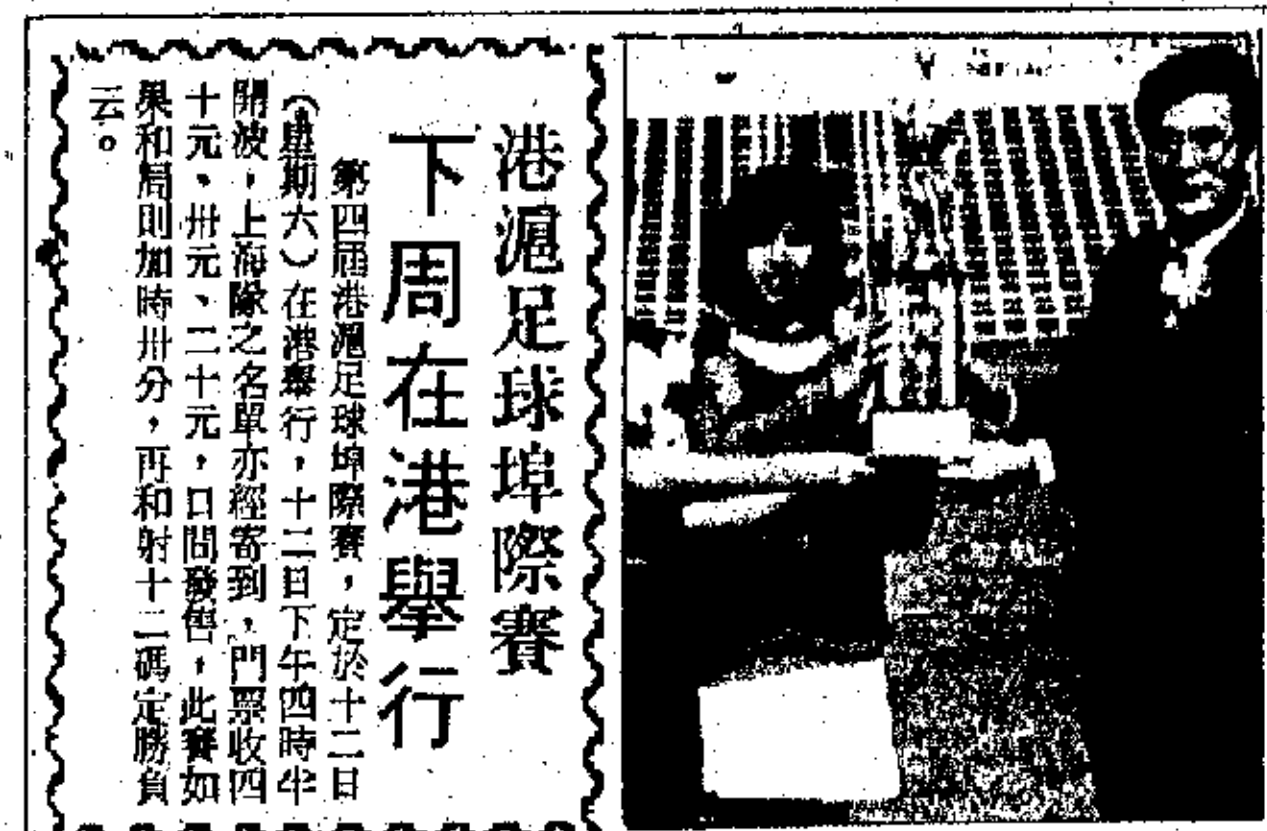 港滬足球埠際賽
下周在港舉行
第四屆港滬足球埠際賽，定於十二日
（星期六）在港舉行，十二日下午四時半
開波，上海隊之名單亦經寄到，門票收四
十元、卅元、二十元，日間發售，此賽如
果和局則加時卅分，再和射十二碼定勝負
云。